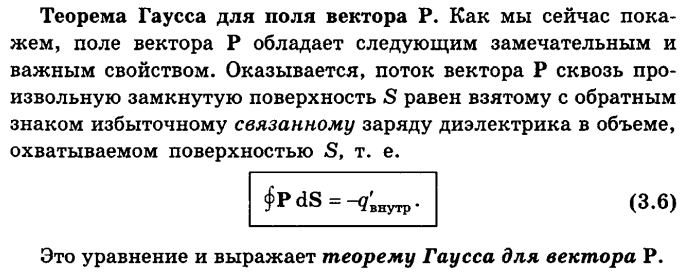 Теорема Гаусса для поля вектора P. Как мы сейчас пока-
жем, поле вектора P обладает следующим замечательным и
важным свойством. Оказывается, поток вектора P сквозь про-
извольную замкнутую поверхность S равен взятому с обратным
знаком избыточному связанному заряду диэлектрика в объеме,
охватываемом поверхностью S, т. е.
∮P dS = −q′внутр. (3.6)
Это уравнение и выражает теорему Гаусса для вектора P.